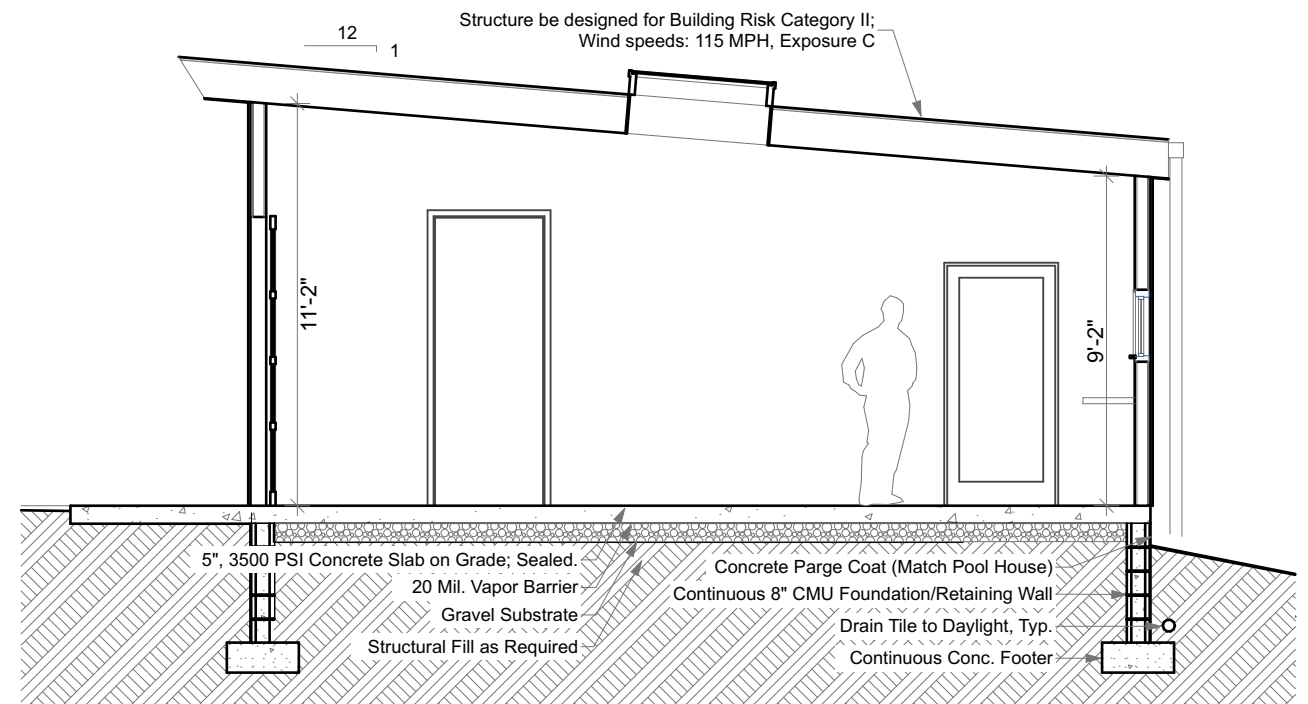 Structure be designed for Building Risk Category II;
Wind speeds: 115 MPH, Exposure C
12
1
11'-2"
9'-2"
5", 3500 PSI Concrete Slab on Grade; Sealed.
20 Mil. Vapor Barrier
Gravel Substrate
Structural Fill as Required
Concrete Parge Coat (Match Pool House)
Continuous 8" CMU Foundation/Retaining Wall
Drain Tile to Daylight, Typ.
Continuous Conc. Footer